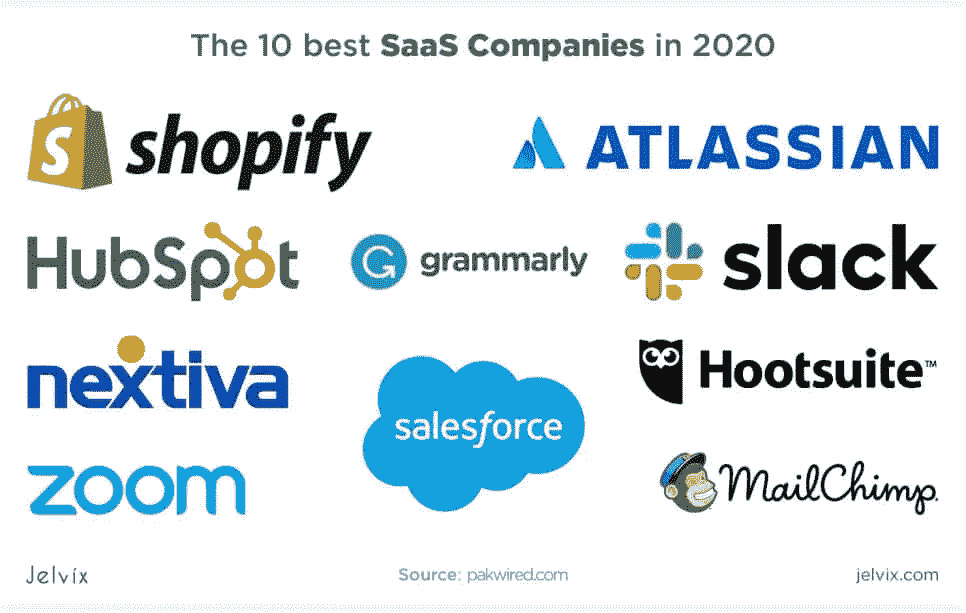 The 10 best SaaS Companies in 2020
shopify
ATLASSIAN
HubSpot
grammarly
slack
nextiva
salesforce
Hootsuite™
zoom
MailChimp.
Jelvix
Source: pakwired.com
jelvix.com